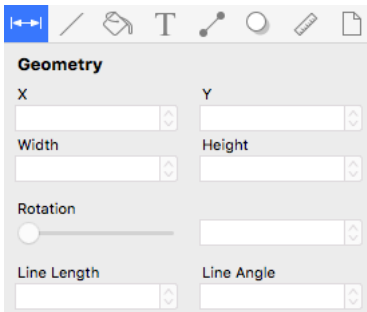 T
Geometry
X Y
Width Height
Rotation
Line Length Line Angle